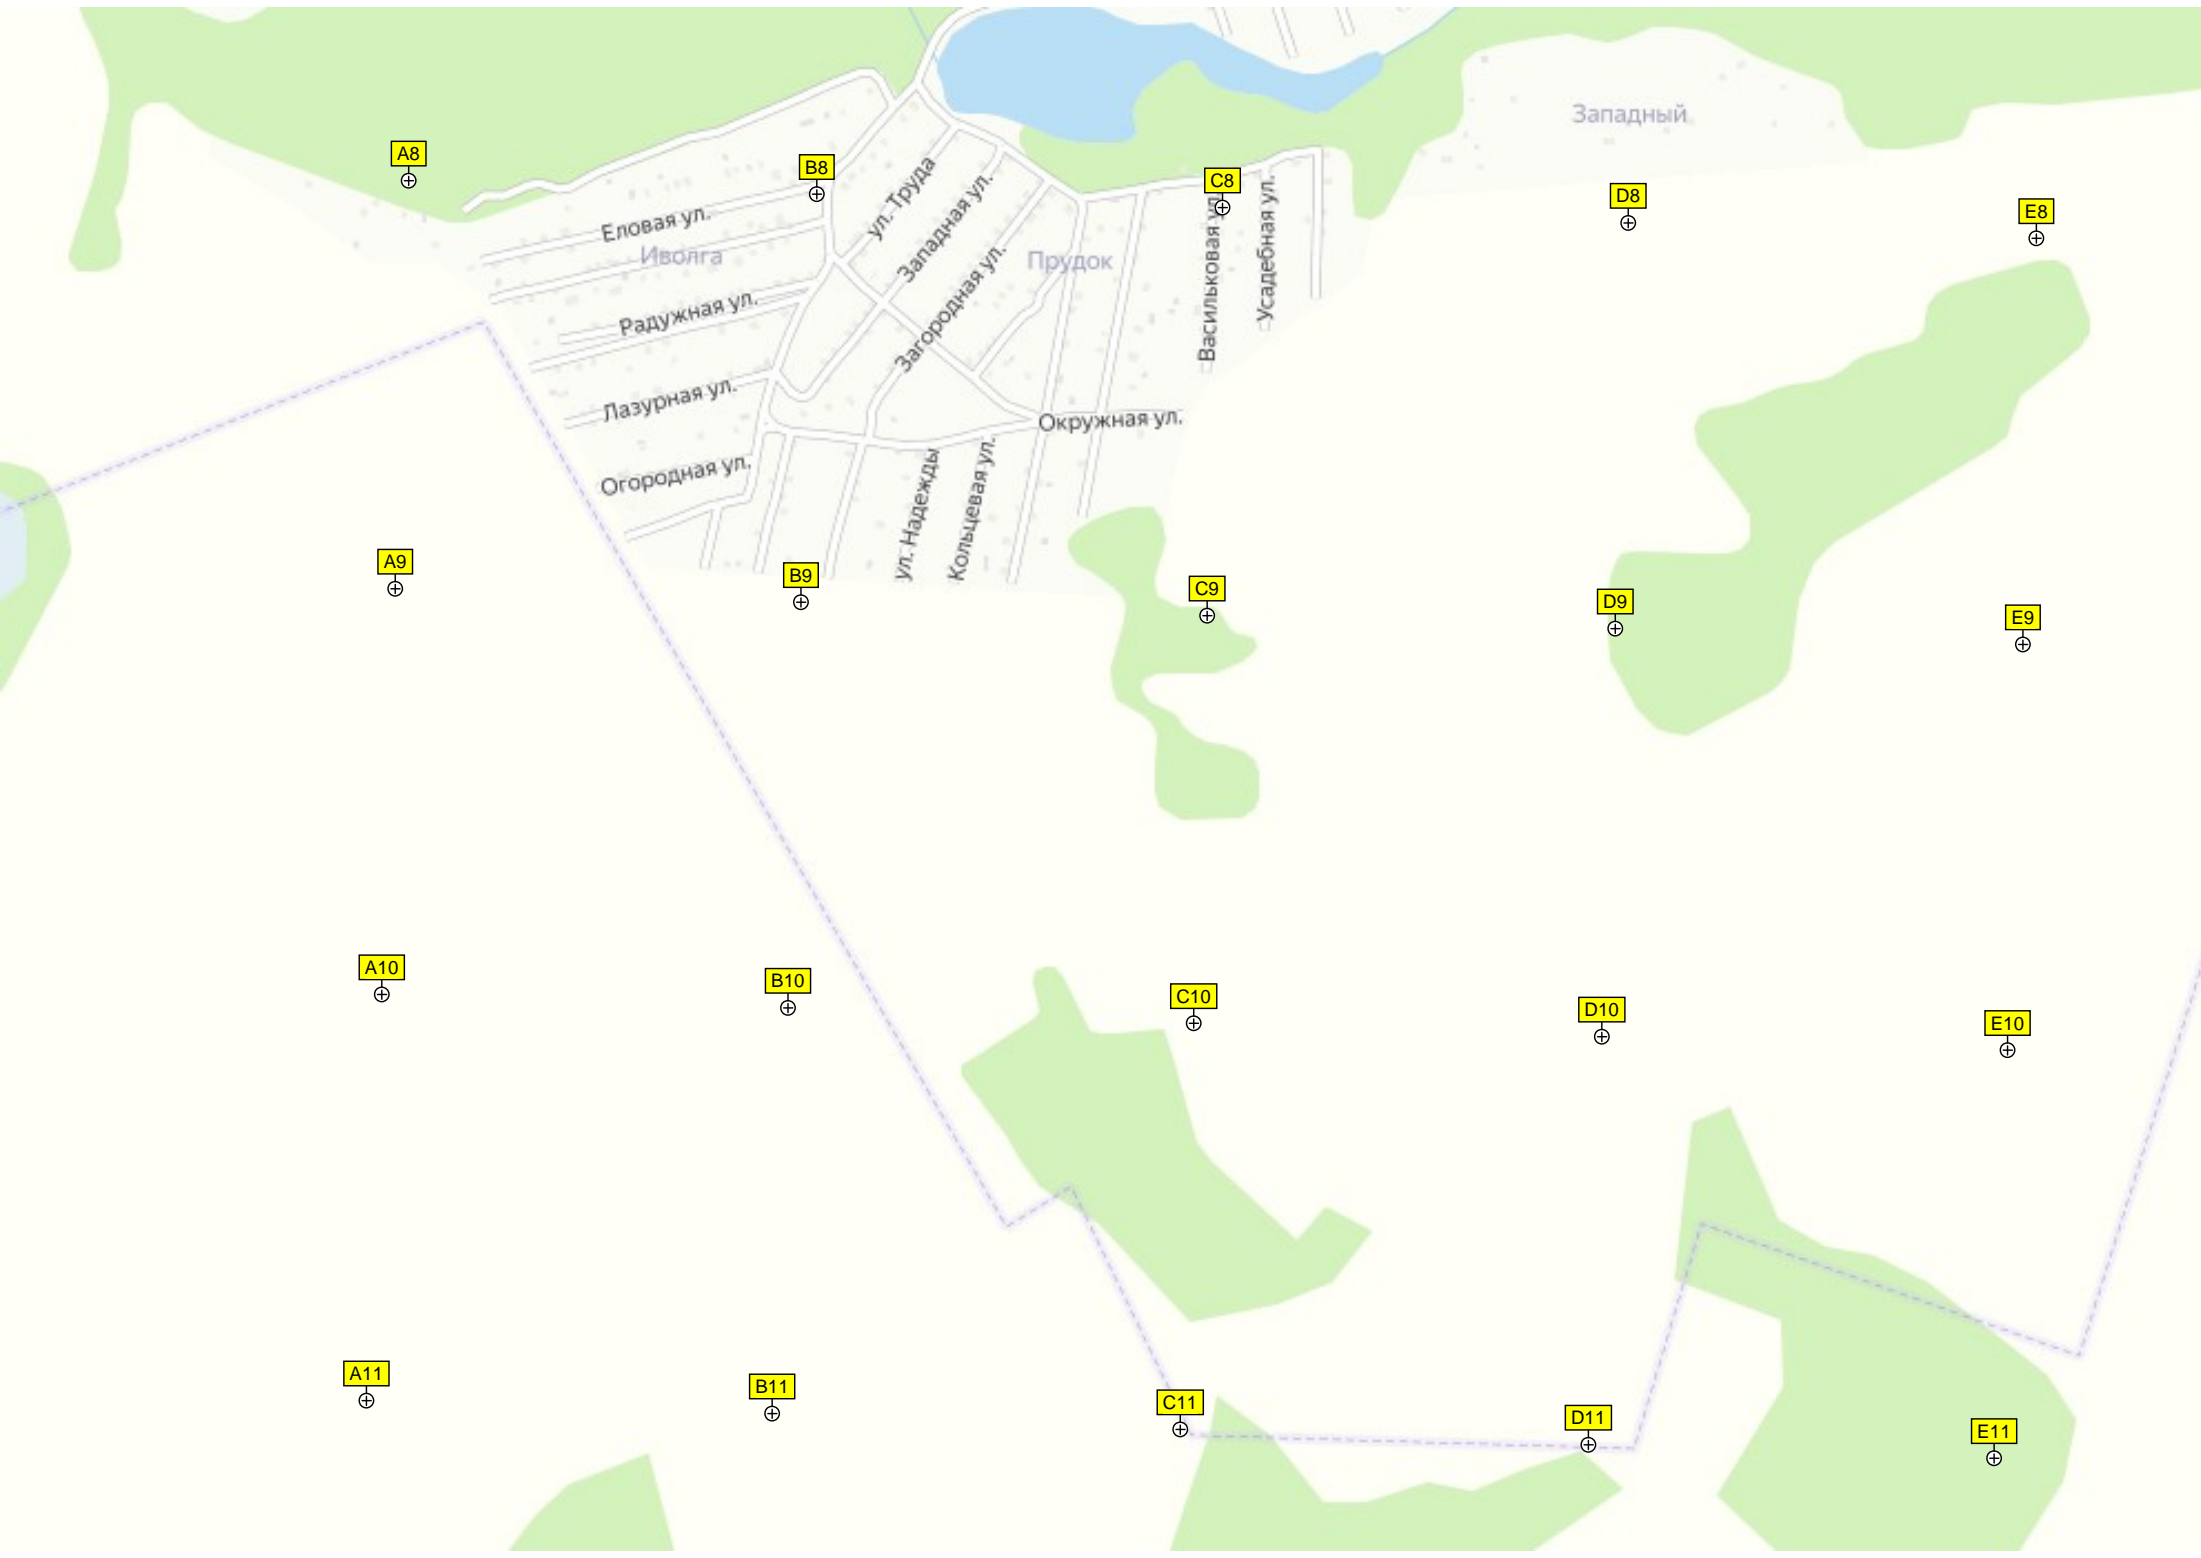 Западный
A8
B8
C8
D8
E8
Еловая ул.
ул. Труда
Западная ул.
Васильковая ул.
Усадебная ул.
Иволга
Прудок
Радужная ул.
Загородная ул.
Лазурная ул.
Окружная ул.
Огородная ул.
ул. Надежды
Кольцевая ул.
A9
B9
C9
D9
E9
A10
B10
C10
D10
E10
A11
B11
C11
D11
E11